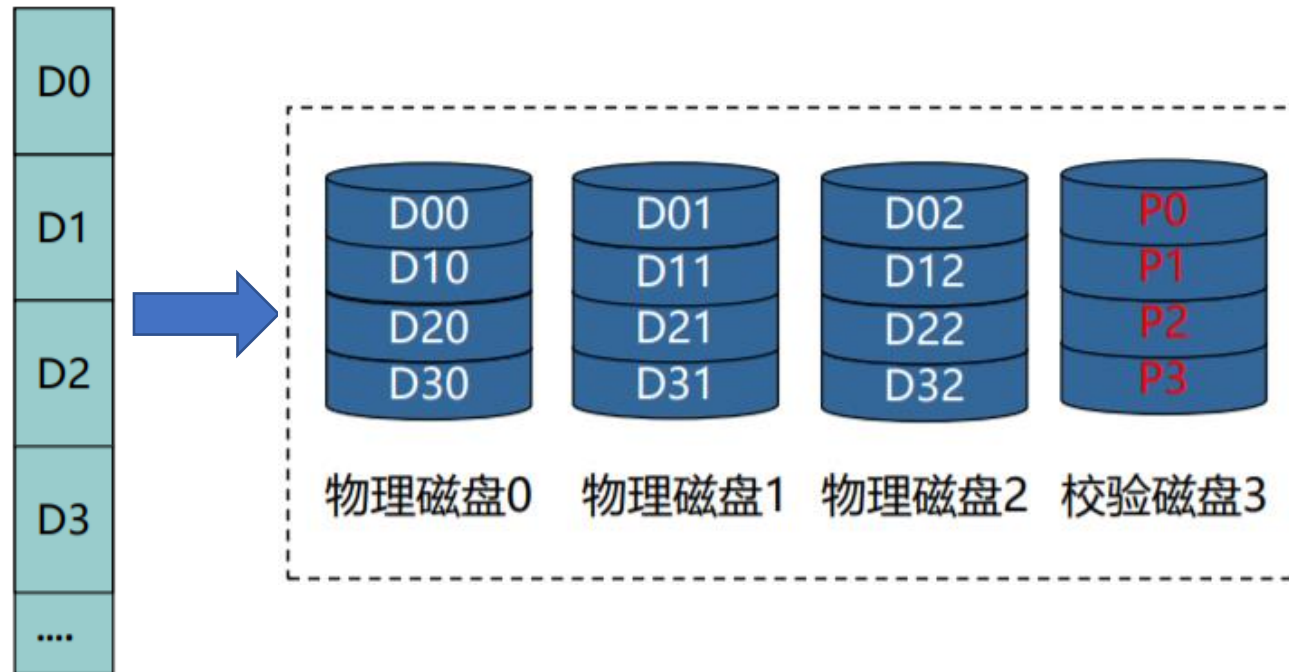 D0
D1
D2
D3
....
D00 D01 D02 P0
D10 D11 D12 P1
D20 D21 D22 P2
D30 D31 D32 P3
物理磁盘0 物理磁盘1 物理磁盘2 校验磁盘3